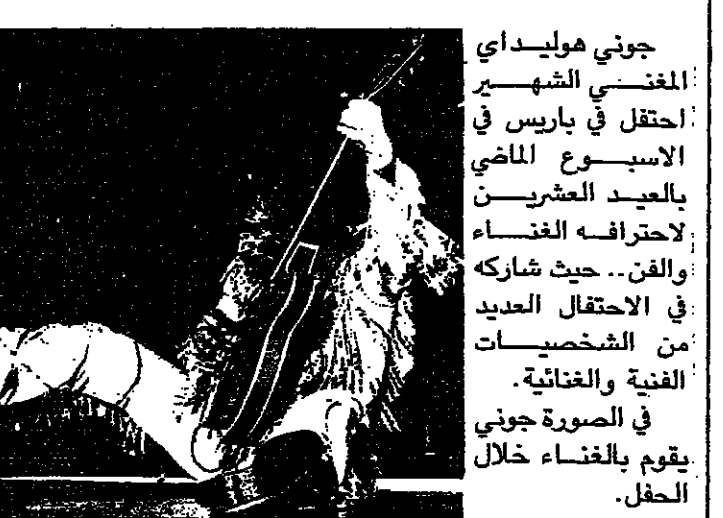 جوني هوليداي
المغني الشهير
احتقل في باريس في
الاسبوع الماضي
بالعيد العشرين
لاحترافه الغناء
والفن.. حيث شاركه
في الاحتفال العديد
من الشخصيات
الفنية والغنائية.
في الصورة جوني
يقوم بالغناء خلال
الحفل.